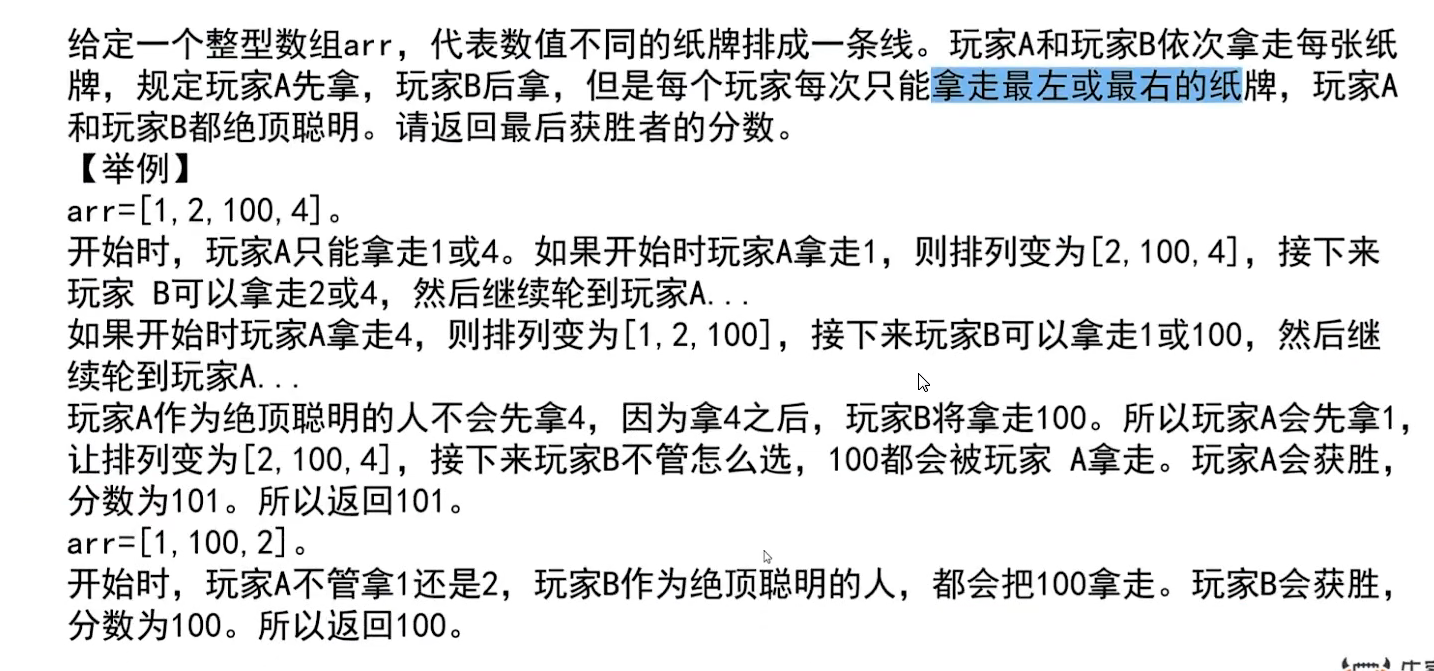 给定一个整型数组arr，代表数值不同的纸牌排成一条线。玩家A和玩家B依次拿走每张纸
牌，规定玩家A先拿，玩家B后拿，但是每个玩家每次只能拿走最左或最右的纸牌，玩家A
和玩家B都绝顶聪明。请返回最后获胜者的分数。
【举例】
arr=[1,2,100,4]。
开始时，玩家A只能拿走1或4。如果开始时玩家A拿走1，则排列变为[2,100,4]，接下来
玩家 B可以拿走2或4，然后继续轮到玩家A...
如果开始时玩家A拿走4，则排列变为[1,2,100]，接下来玩家B可以拿走1或100，然后继
续轮到玩家A...
玩家A作为绝顶聪明的人不会先拿4，因为拿4之后，玩家B将拿走100。所以玩家A会先拿1，
让排列变为[2,100,4]，接下来玩家B不管怎么选，100都会被玩家 A拿走。玩家A会获胜，
分数为101。所以返回101。
arr=[1,100,2]。
开始时，玩家A不管拿1还是2，玩家B作为绝顶聪明的人，都会把100拿走。玩家B会获胜，
分数为100。所以返回100。